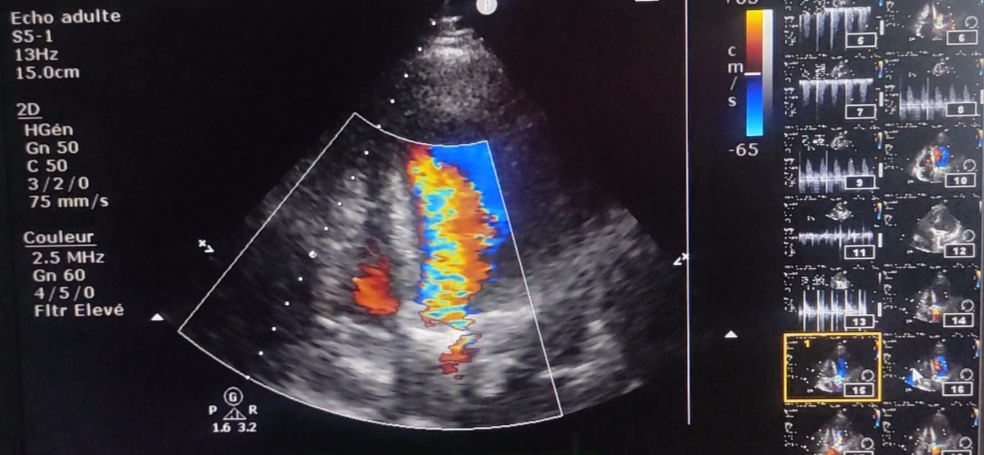 Echo adulte
S5-1
13Hz
15.0cm
2D
HGén
Gn 50
C 50
3/2/0
75 mm/s
Couleur
2.5 MHz
Gn 60
4/5/0
Fltr Elevé
P
G
P R
1.6 3.2
c
m
/
s
-65
5
6
7
8
9
10
11
12
13
14
1
15
16